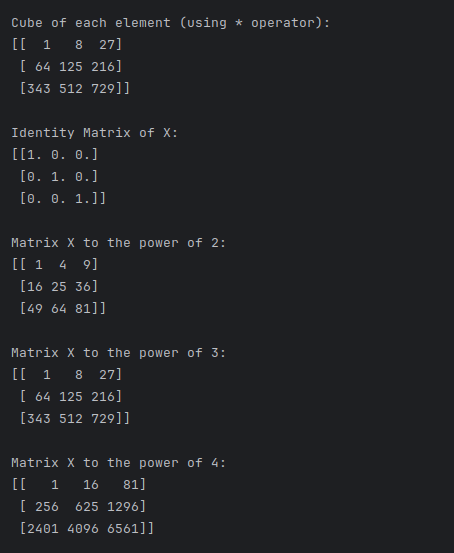 Cube of each element (using * operator):
[[  1   8  27]
 [ 64 125 216]
 [343 512 729]]
Identity Matrix of X:
[[1. 0. 0.]
 [0. 1. 0.]
 [0. 0. 1.]]
Matrix X to the power of 2:
[[ 1  4  9]
 [16 25 36]
 [49 64 81]]
Matrix X to the power of 3:
[[  1   8  27]
 [ 64 125 216]
 [343 512 729]]
Matrix X to the power of 4:
[[   1   16   81]
 [ 256  625 1296]
 [2401 4096 6561]]